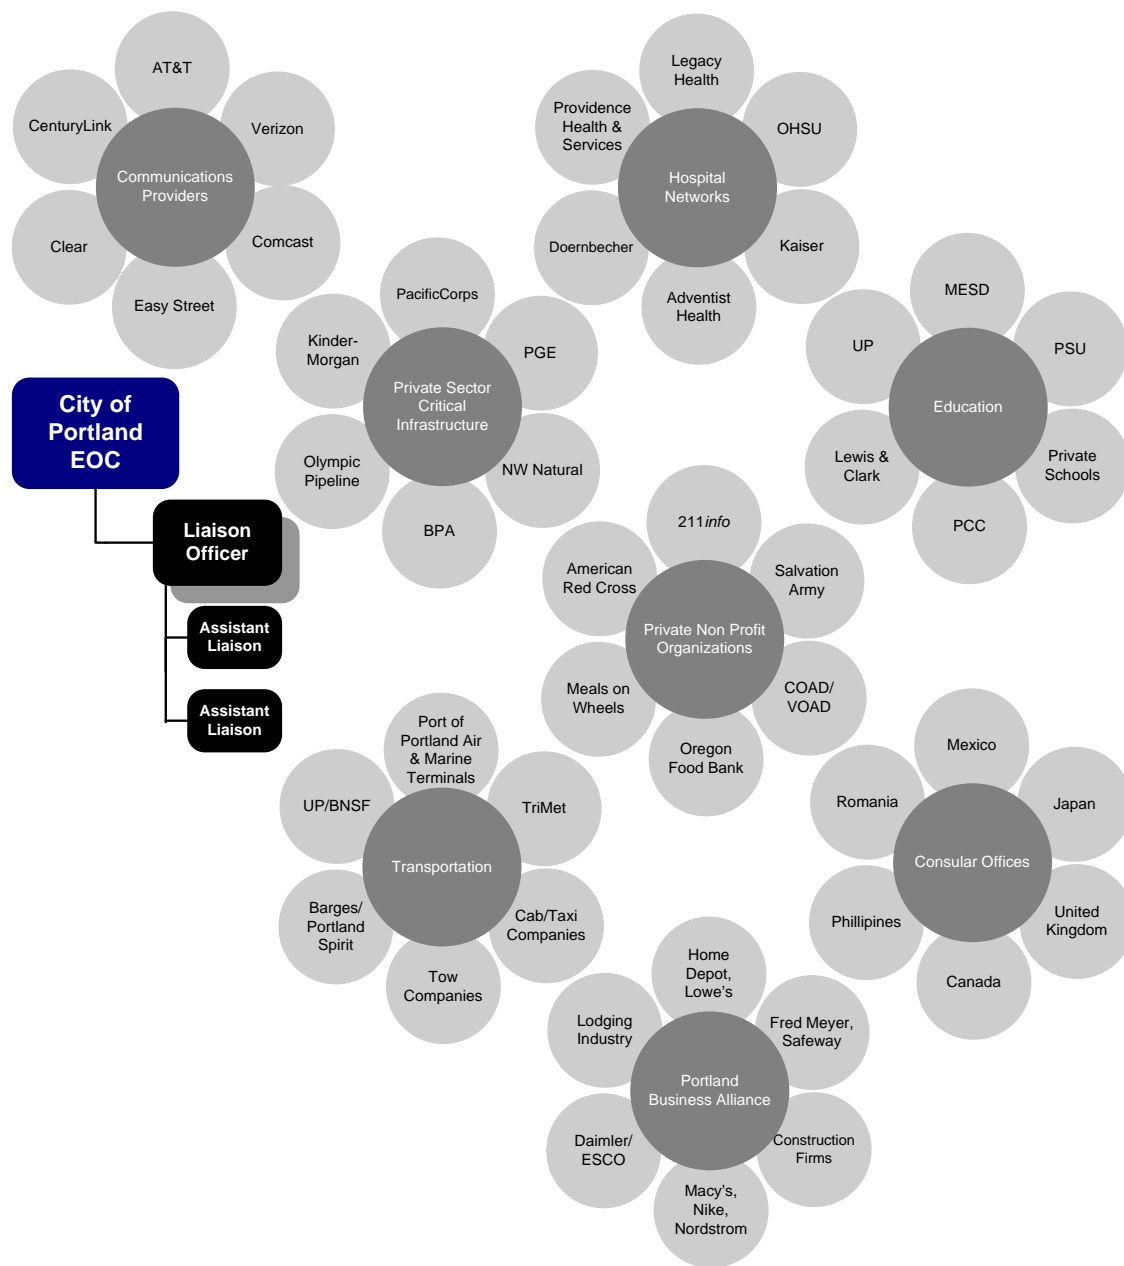 AT&T
CenturyLink
Verizon
Communications
Providers
Clear
Comcast
Easy Street
Legacy
Health
Providence
Health &
Services
OHSU
Hospital
Networks
Doernbecher
Kaiser
Adventist
Health
PacificCorps
Kinder-
Morgan
PGE
Private Sector
Critical
Infrastructure
Olympic
Pipeline
NW Natural
BPA
MESD
UP
PSU
Education
Lewis &
Clark
Private
Schools
PCC
City of
Portland
EOC
Liaison
Officer
Assistant
Liaison
Assistant
Liaison
211info
American
Red Cross
Salvation
Army
Private Non Profit
Organizations
Meals on
Wheels
COAD/
VOAD
Oregon
Food Bank
Port of
Portland Air
& Marine
Terminals
UP/BNSF
TriMet
Transportation
Barges/
Portland
Spirit
Cab/Taxi
Companies
Tow
Companies
Mexico
Romania
Japan
Consular Offices
Phillipines
United
Kingdom
Canada
Home
Depot,
Lowe's
Lodging
Industry
Fred Meyer,
Safeway
Portland
Business Alliance
Daimler/
ESCO
Construction
Firms
Macy's,
Nike,
Nordstrom